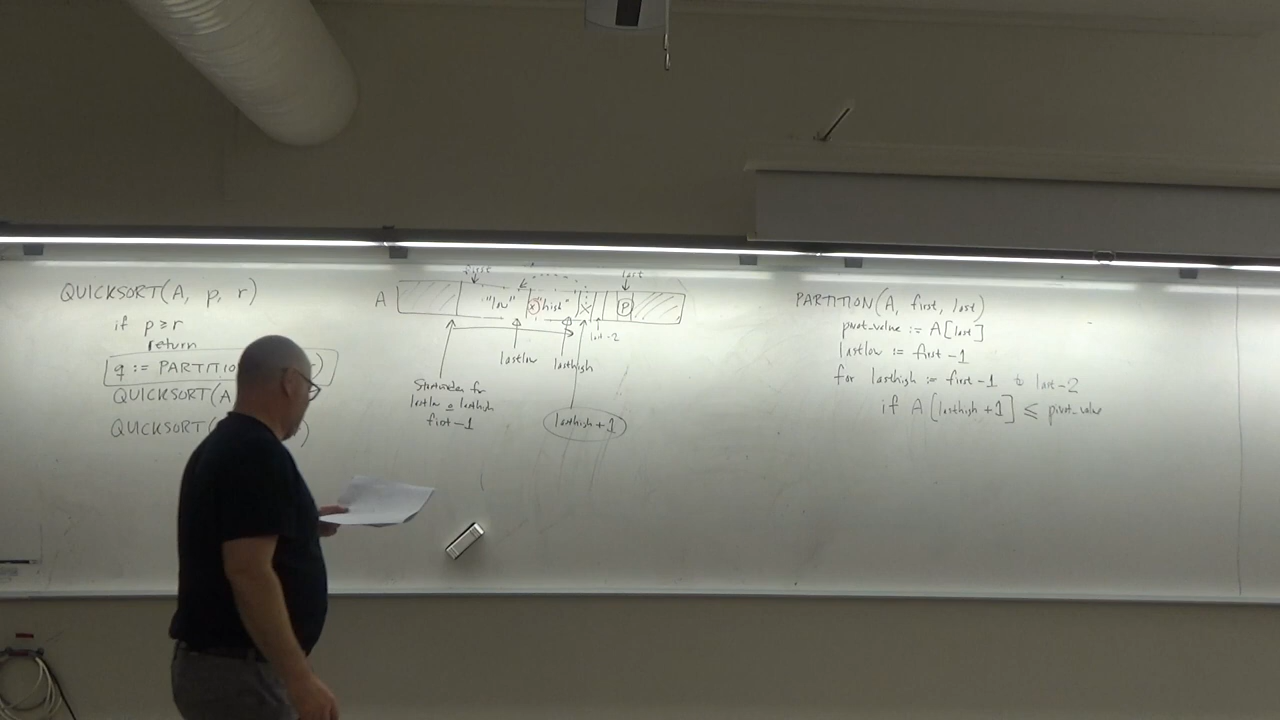 QUICKSORT(A, p, r)
if p ≥ r
return
q := PARTITIO
QUICKSORT(A
QUICKSORT(
first
last
A
"low"
x
"high"
x
P
last-2
lastlow
lasthigh
Startindex for
lastlow o lasthigh
first-1
lasthigh+1
PARTITION(A, first, last)
pivot_value := A[last]
lastlow := first-1
for lasthigh := first-1 to last-2
if A[lasthigh+1] ≤ pivot_value